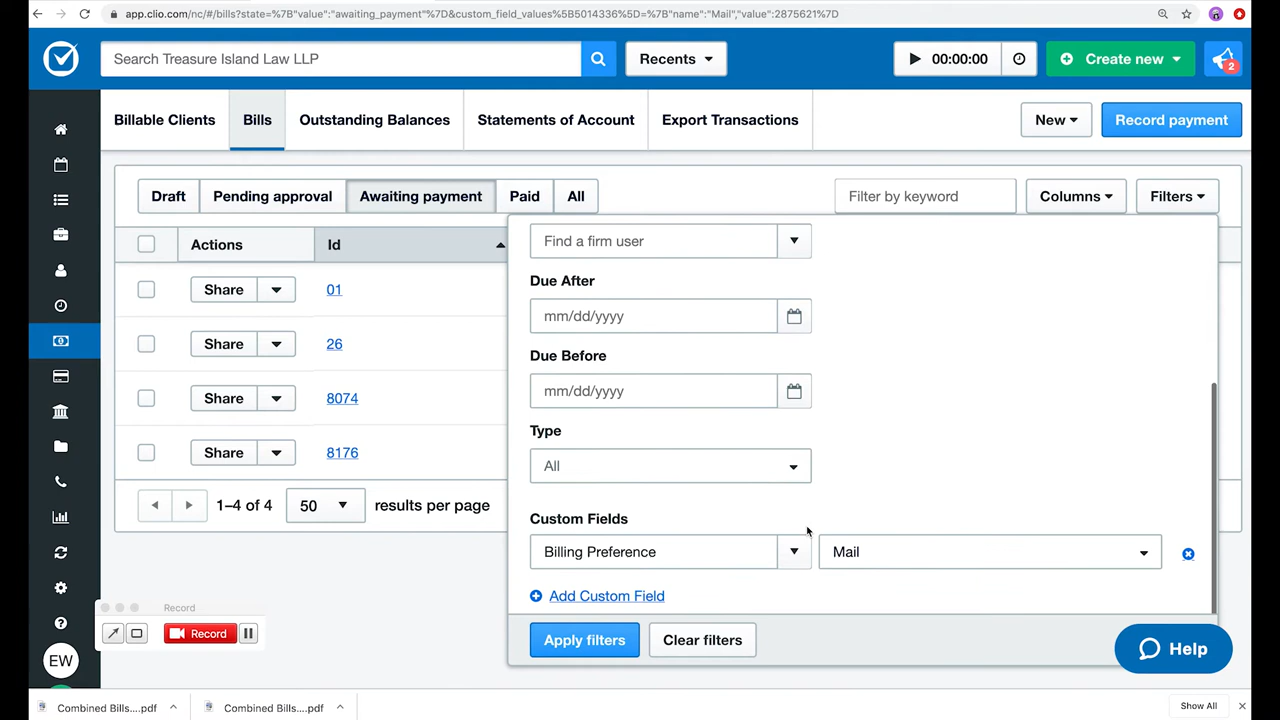 app.clio.com/nc/#/bills?state=%7B"value":"awaiting_payment"%7D&custom_field_values%5B5014336%5D=%7B"name":"Mail","value":2875621%7D
Search Treasure Island Law LLP
Recents
00:00:00
Create new
2
Billable Clients
Bills
Outstanding Balances
Statements of Account
Export Transactions
New
Record payment
Draft
Pending approval
Awaiting payment
Paid
All
Filter by keyword
Columns
Filters
Actions
Id
Find a firm user
Due After
Share
01
mm/dd/yyyy
Share
26
Due Before
Share
8074
mm/dd/yyyy
Type
Share
8176
All
1–4 of 4
50
results per page
Custom Fields
Billing Preference
Mail
Add Custom Field
Record
Record
Apply filters
Clear filters
Help
EW
Combined Bills....pdf
Combined Bills....pdf
Show All